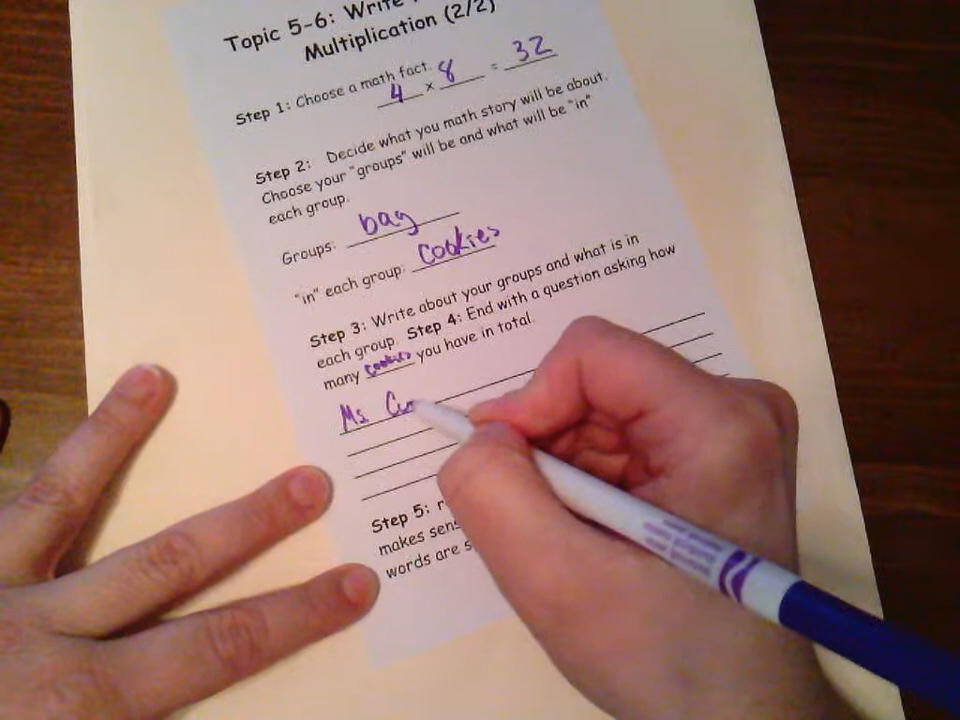 Topic 5-6: Write
Multiplication (2/2)
Step 1: Choose a math fact.
4 x 8 = 32
Step 2: Decide what you math story will be about.
Choose your "groups" will be and what will be "in"
each group.
Groups: bag
"in" each group: cookies
Step 3: Write about your groups and what is in
each group. Step 4: End with a question asking how
many cookies you have in total.
Ms
Step 5:
makes
words are